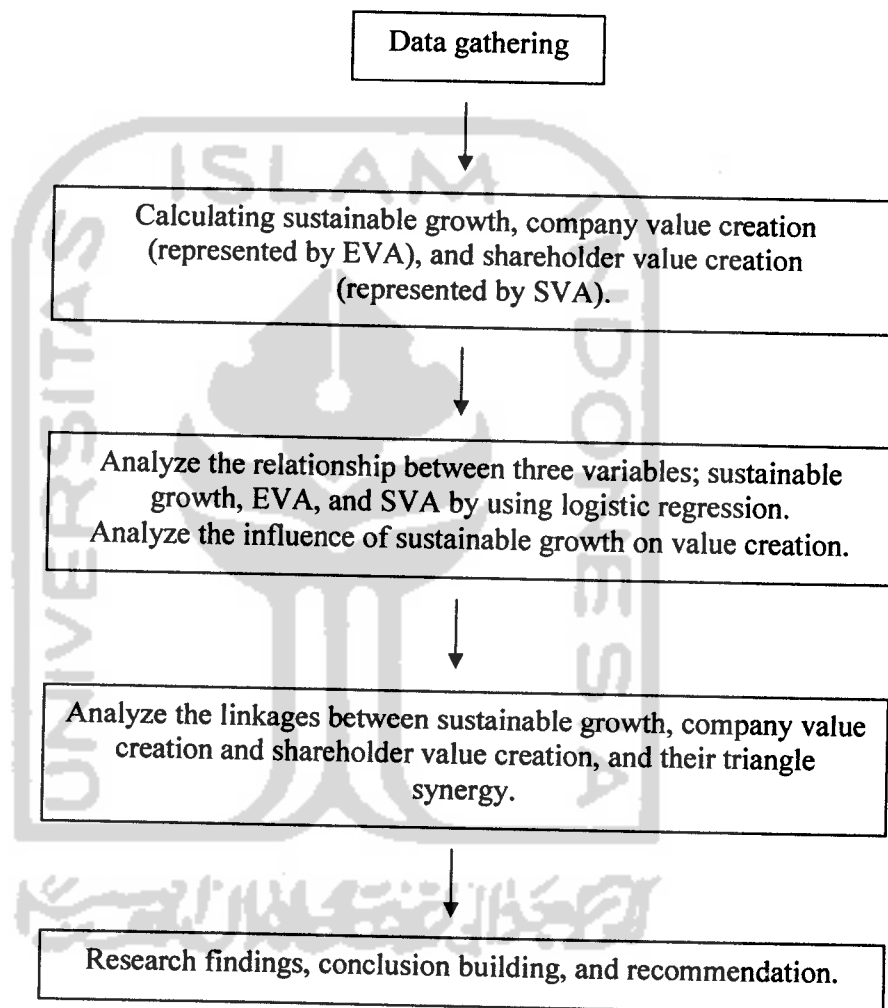 Data gathering
ISLAM
UNIVERSITAS
INDONESIA
Calculating sustainable growth, company value creation
(represented by EVA), and shareholder value creation
(represented by SVA).
Analyze the relationship between three variables; sustainable
growth, EVA, and SVA by using logistic regression.
Analyze the influence of sustainable growth on value creation.
Analyze the linkages between sustainable growth, company value
creation and shareholder value creation, and their triangle
synergy.
Research findings, conclusion building, and recommendation.